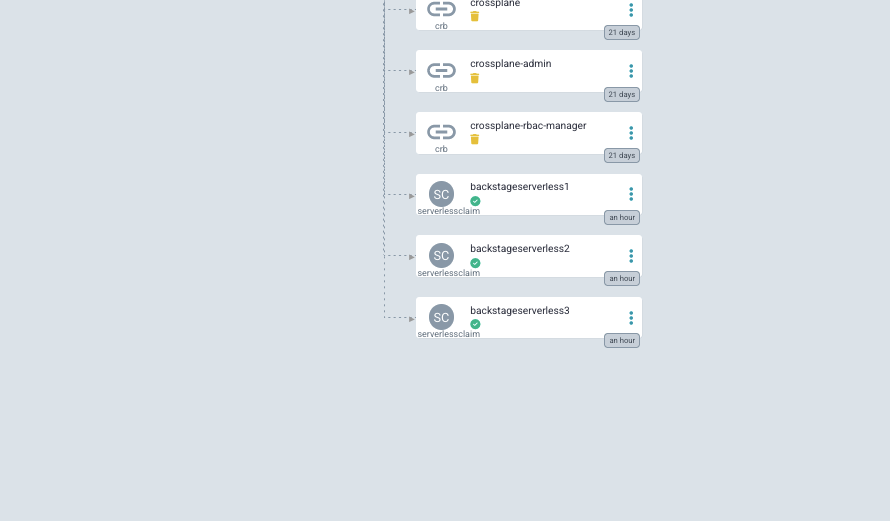 crossplane
crb
21 days
crossplane-admin
crb
21 days
crossplane-rbac-manager
crb
21 days
SC
backstageserverless1
serverlessclaim
an hour
SC
backstageserverless2
serverlessclaim
an hour
SC
backstageserverless3
serverlessclaim
an hour